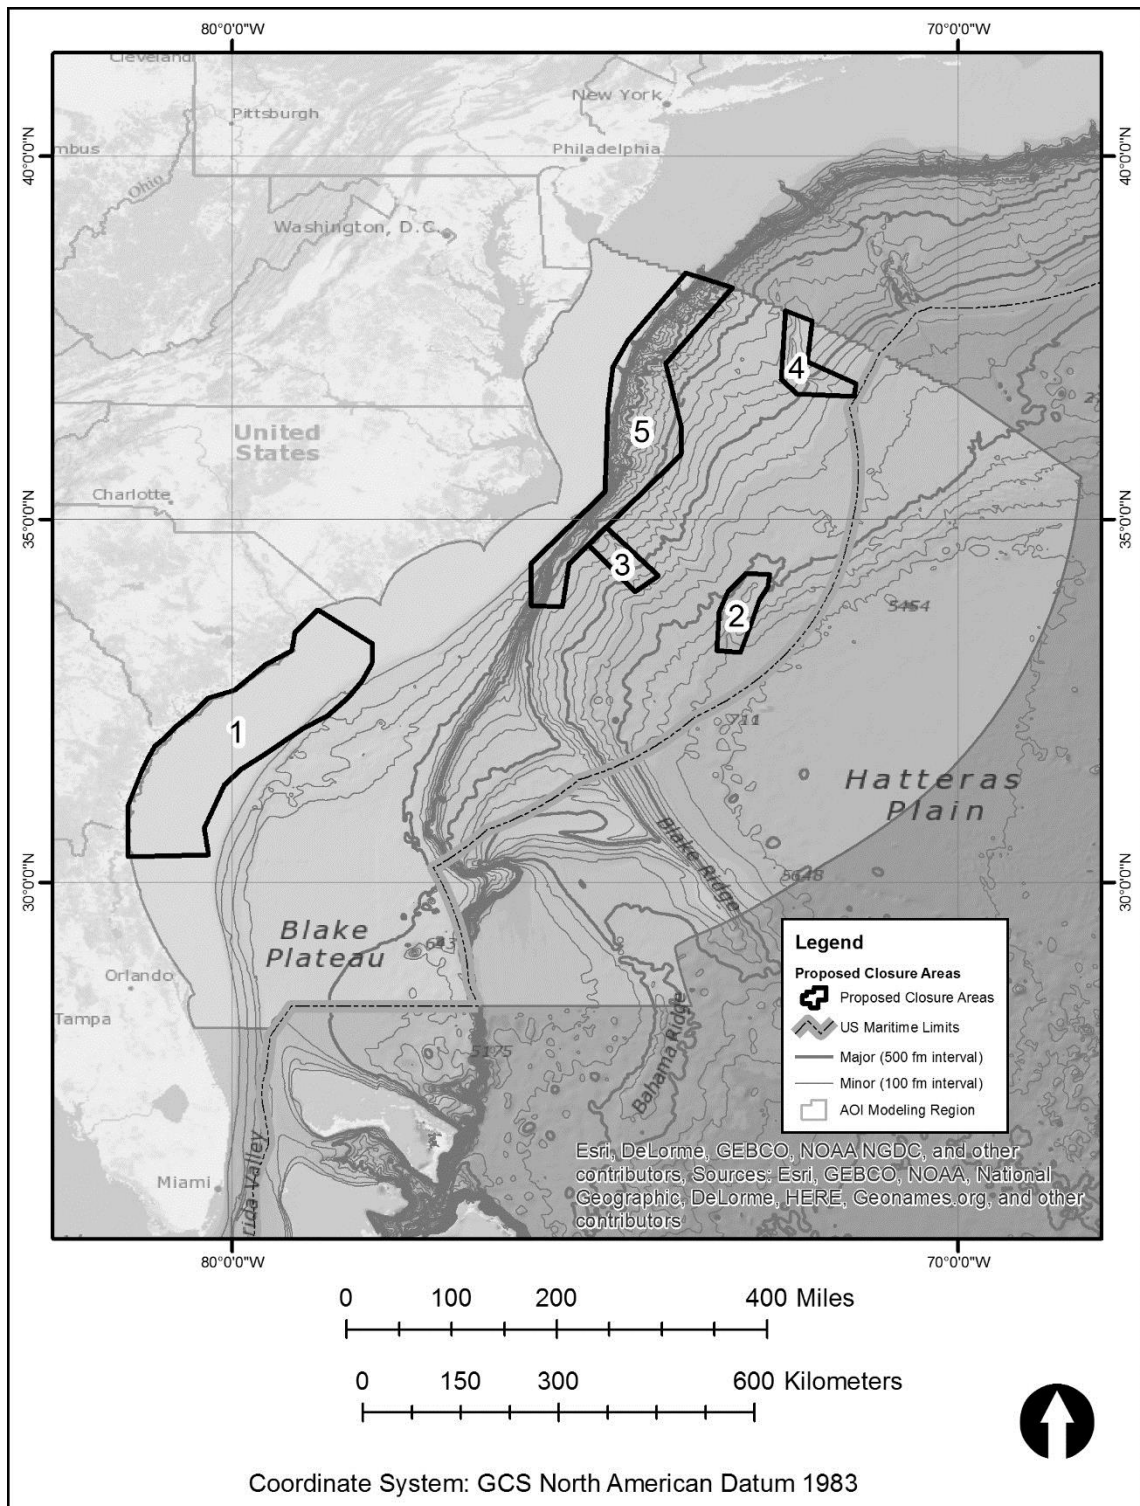 80°0'0"W
70°0'0"W
Cleveland
New York
Pittsburgh
Philadelphia
mbus
40°0'0"N
40°0'0"N
Ohio
Washington, D.C.
4
United
States
5
Charlotte
35°0'0"N
35°0'0"N
3
2
5454
1
711
Hatteras
Plain
Blake Ridge
5648
30°0'0"N
30°0'0"N
Blake
Plateau
643
Orlando
Tampa
5175
Bahama Ridge
Miami
rida Valley
Legend
Proposed Closure Areas
Proposed Closure Areas
US Maritime Limits
Major (500 fm interval)
Minor (100 fm interval)
AOI Modeling Region
Esri, DeLorme, GEBCO, NOAA NGDC, and other
contributors, Sources: Esri, GEBCO, NOAA, National
Geographic, DeLorme, HERE, Geonames.org, and other
contributors
80°0'0"W
70°0'0"W
0 100 200 400 Miles
0 150 300 600 Kilometers
Coordinate System: GCS North American Datum 1983